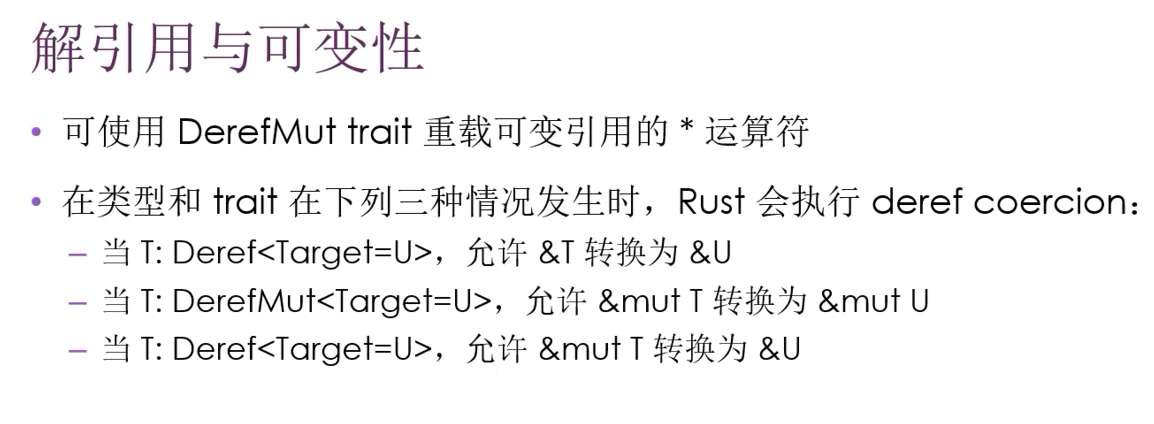 解引用与可变性
• 可使用 DerefMut trait 重载可变引用的 * 运算符
• 在类型和 trait 在下列三种情况发生时，Rust 会执行 deref coercion：
– 当 T: Deref<Target=U>，允许 &T 转换为 &U
– 当 T: DerefMut<Target=U>，允许 &mut T 转换为 &mut U
– 当 T: Deref<Target=U>，允许 &mut T 转换为 &U